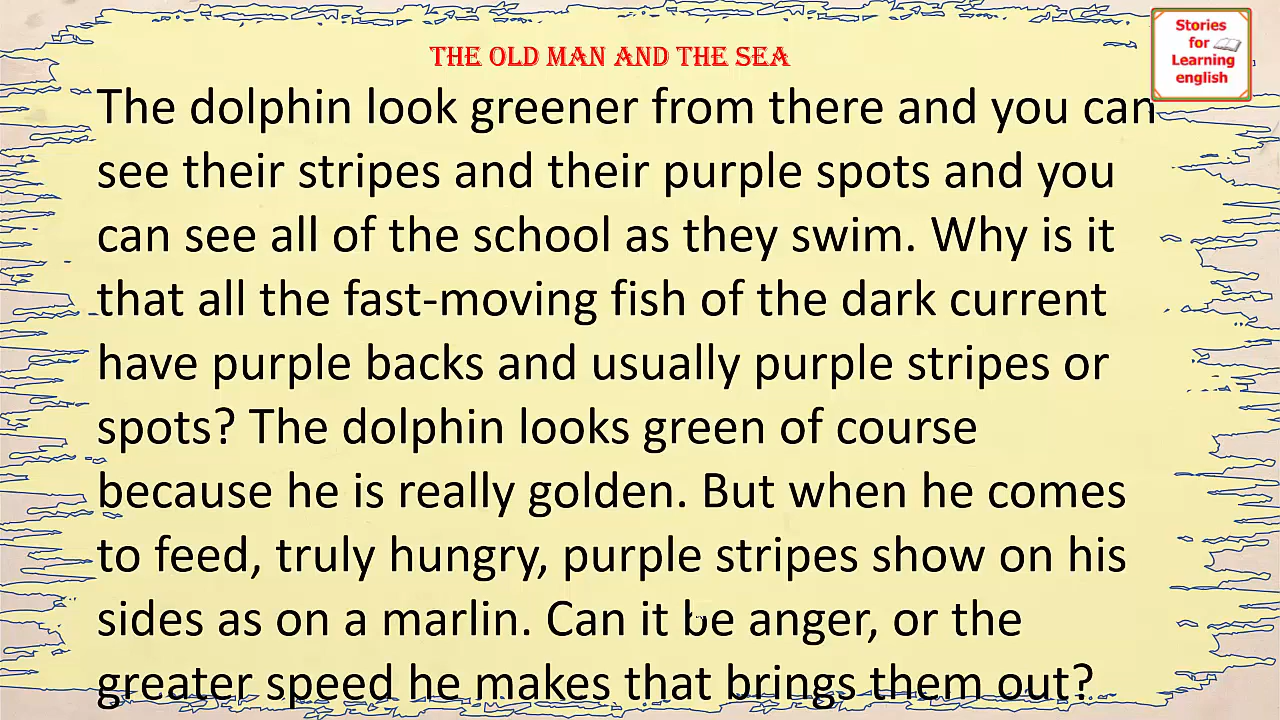 THE OLD MAN AND THE SEA
Stories
for
Learning
english
The dolphin look greener from there and you can
see their stripes and their purple spots and you
can see all of the school as they swim. Why is it
that all the fast-moving fish of the dark current
have purple backs and usually purple stripes or
spots? The dolphin looks green of course
because he is really golden. But when he comes
to feed, truly hungry, purple stripes show on his
sides as on a marlin. Can it be anger, or the
greater speed he makes that brings them out?